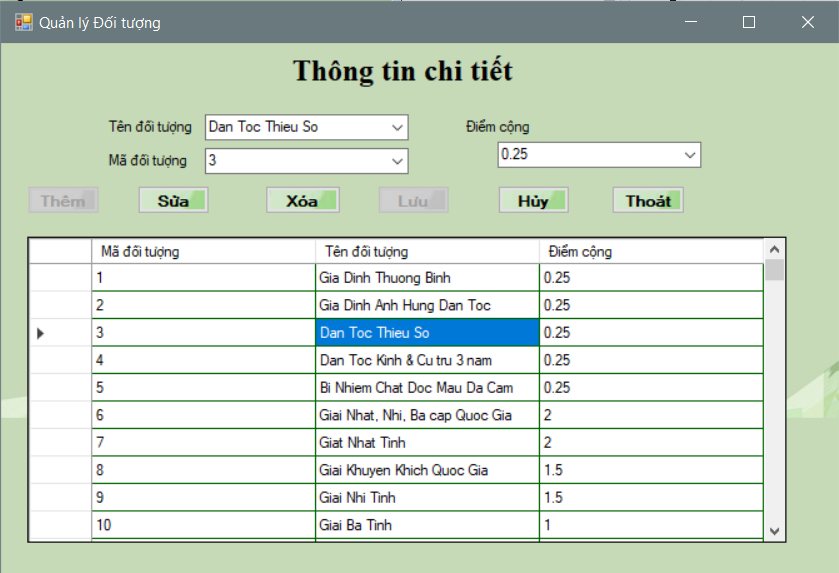 Quản lý Đối tượng
Thông tin chi tiết
Tên đối tượng Dan Toc Thieu So Điểm cộng
Mã đối tượng 3 0.25
Thêm Sửa Xóa Lưu Hủy Thoát
Mã đối tượng Tên đối tượng Điểm cộng
1 Gia Dinh Thuong Binh 0.25
2 Gia Dinh Anh Hung Dan Toc 0.25
3 Dan Toc Thieu So 0.25
4 Dan Toc Kinh & Cu tru 3 nam 0.25
5 Bi Nhiem Chat Doc Mau Da Cam 0.25
6 Giai Nhat, Nhi, Ba cap Quoc Gia 2
7 Giat Nhat Tinh 2
8 Giai Khuyen Khich Quoc Gia 1.5
9 Giai Nhi Tinh 1.5
10 Giai Ba Tinh 1